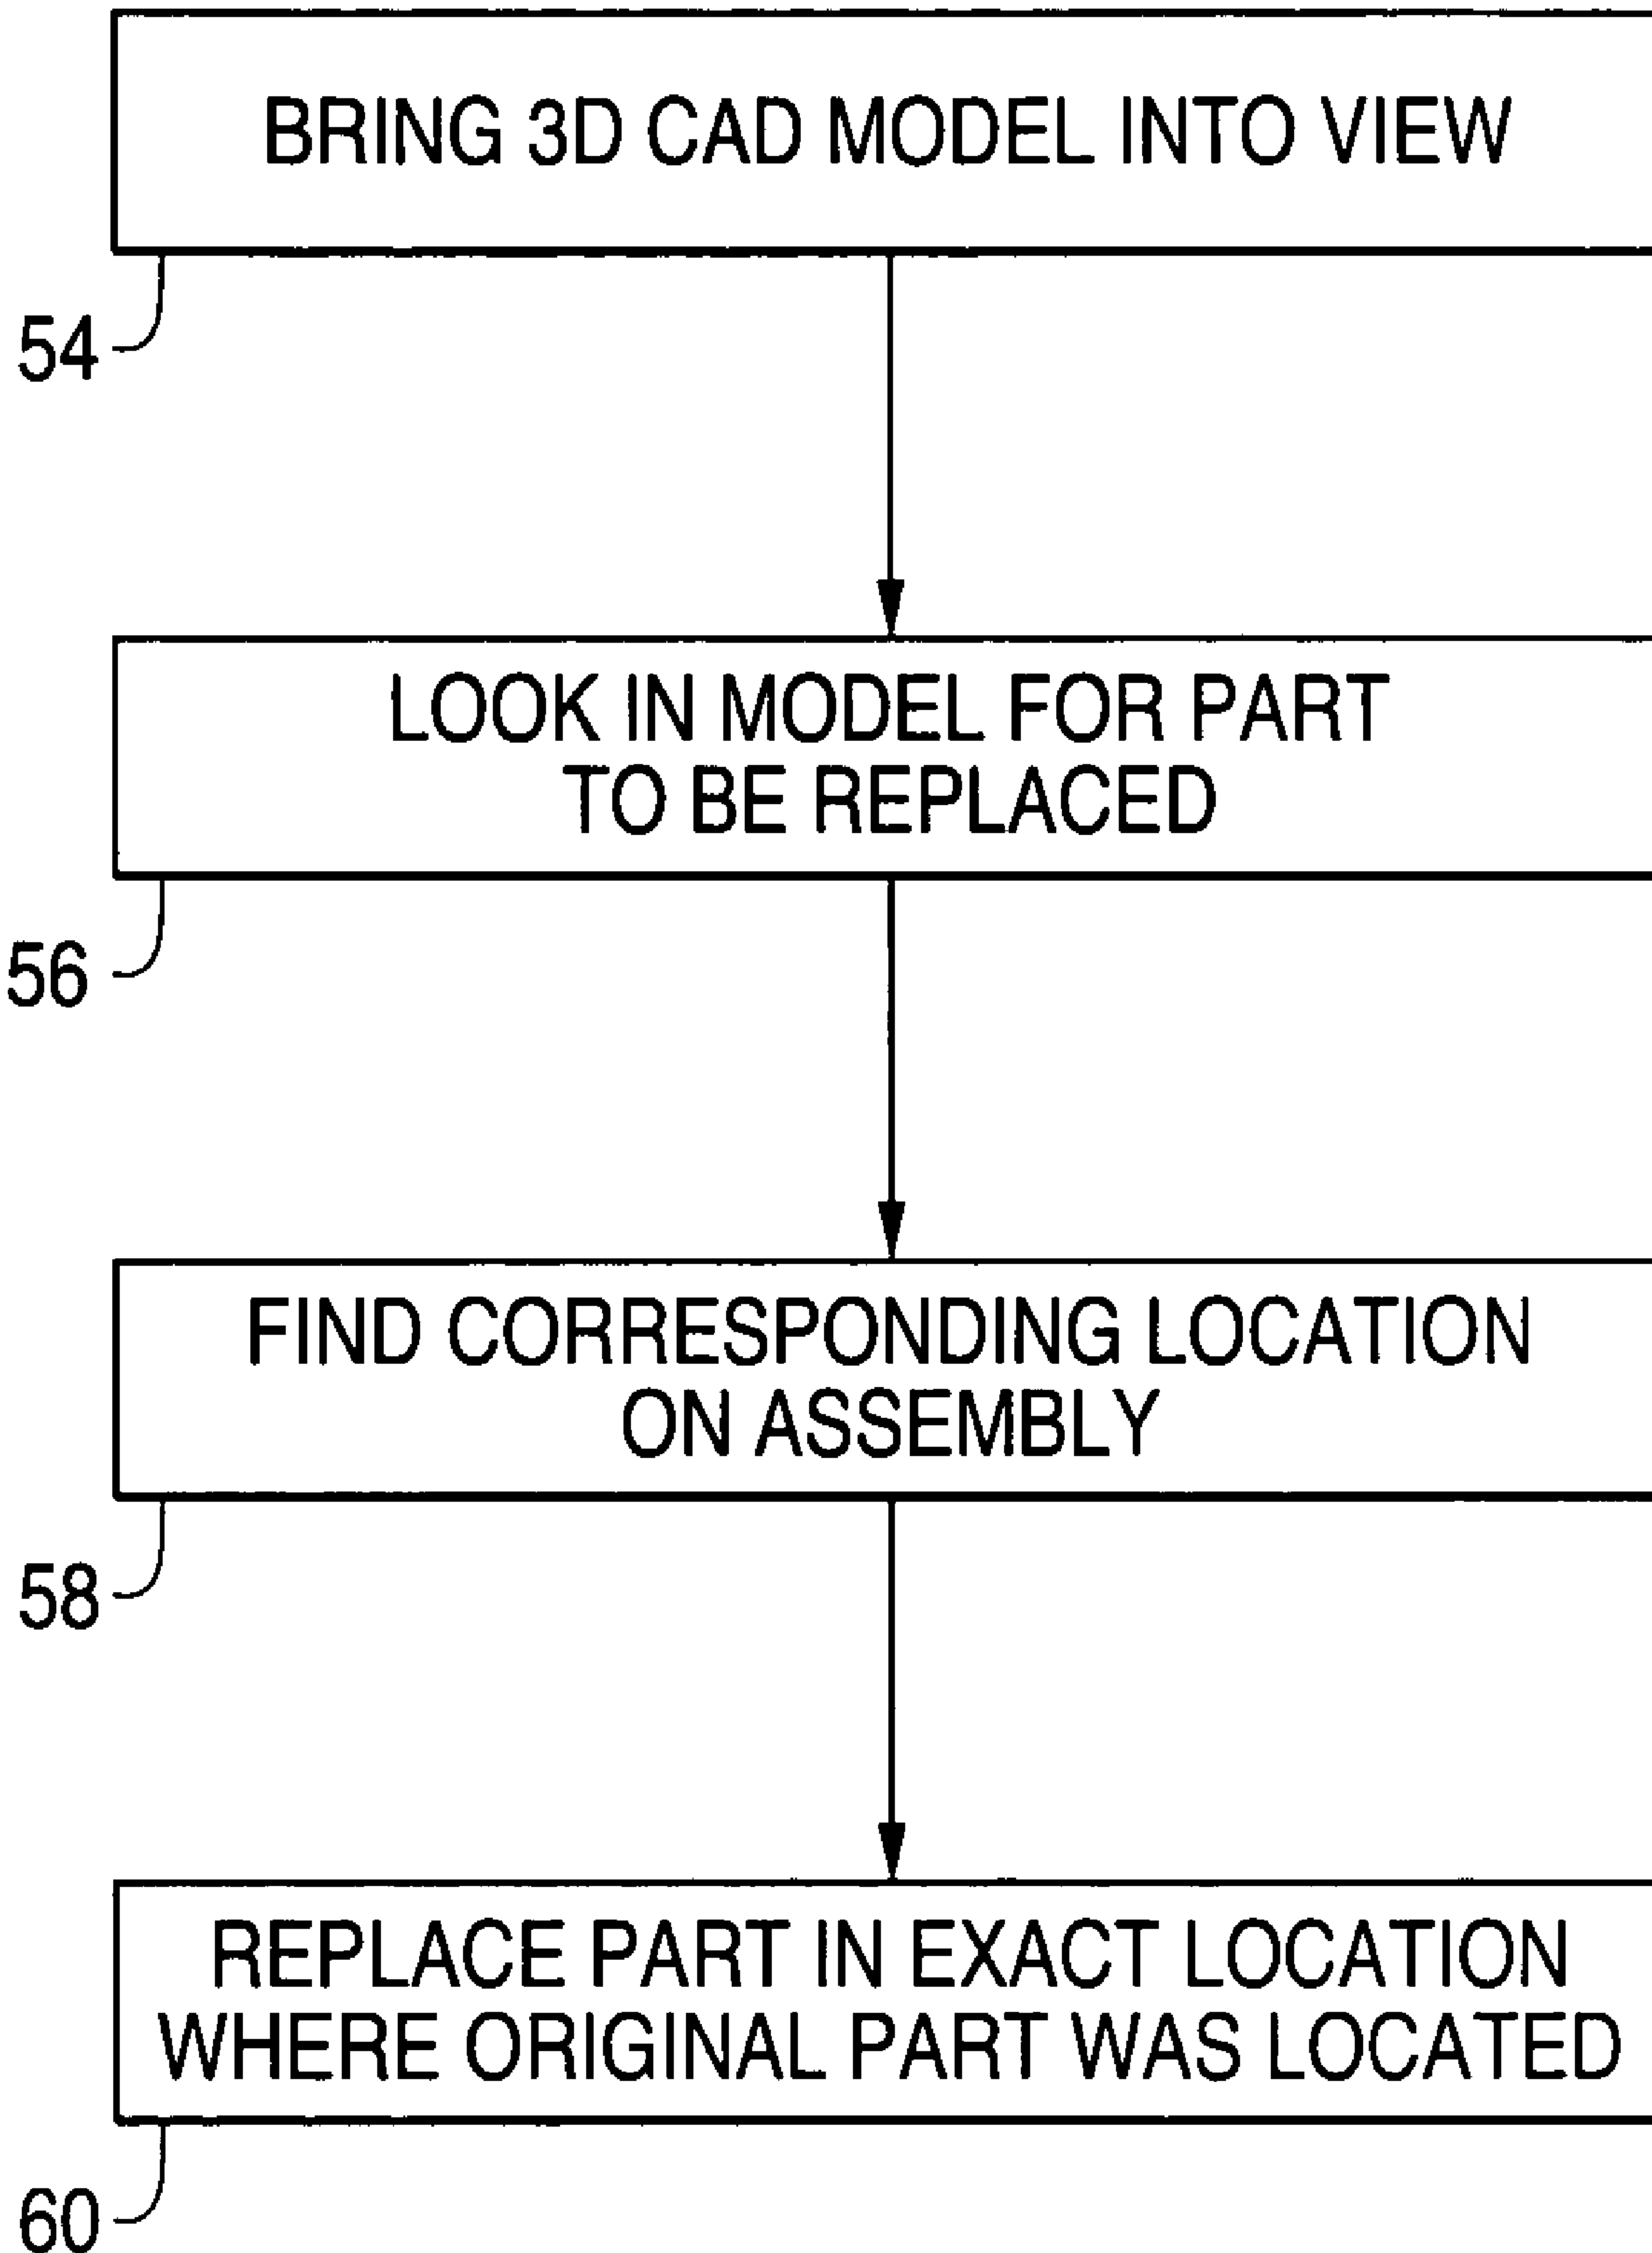 BRING 3D CAD MODEL INTO VIEW
54
LOOK IN MODEL FOR PART
TO BE REPLACED
56
FIND CORRESPONDING LOCATION
ON ASSEMBLY
58
REPLACE PART IN EXACT LOCATION
WHERE ORIGINAL PART WAS LOCATED
60